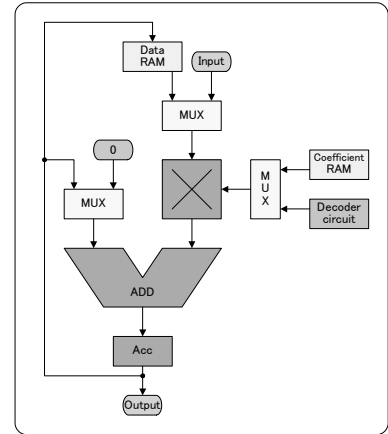 Data
RAM
Input
MUX
0
MUX
M
U
X
Coefficient
RAM
Decoder
circuit
ADD
Acc
Output